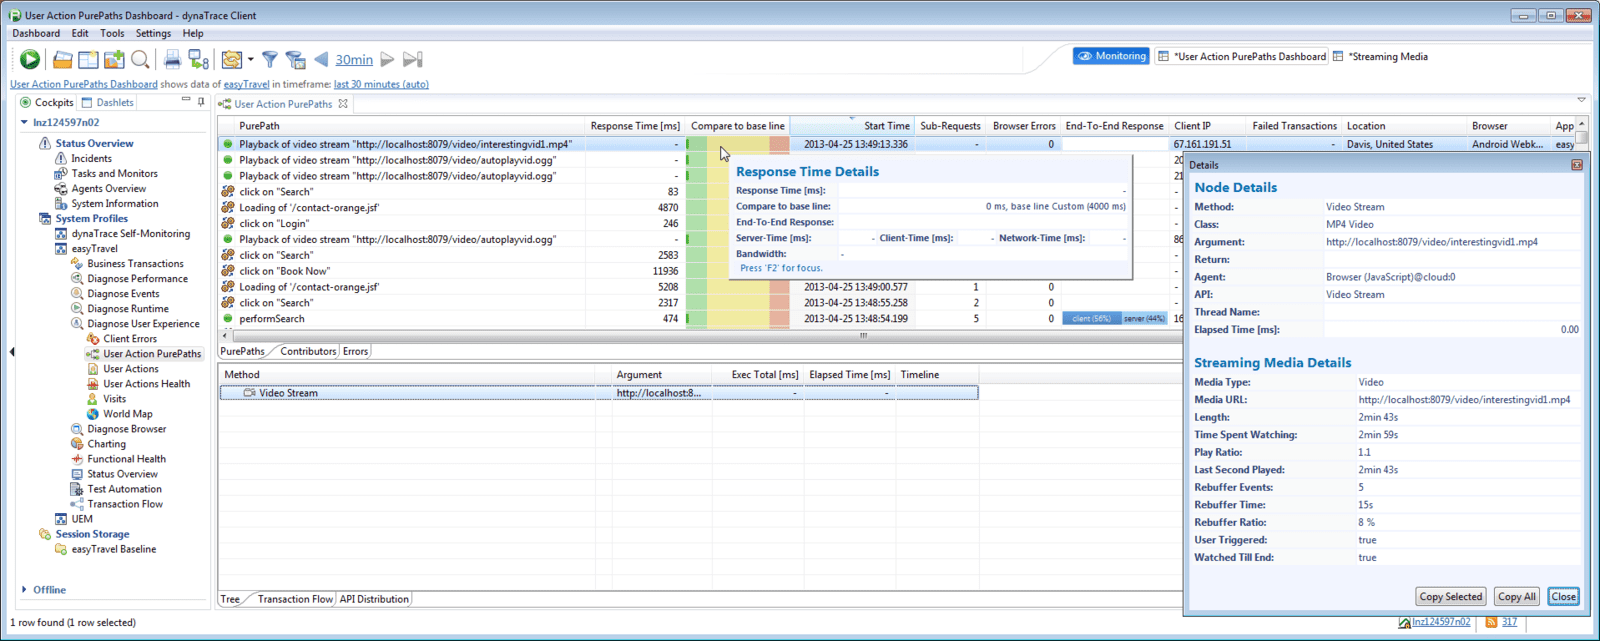 User Action PurePaths Dashboard - dynaTrace Client
Dashboard Edit Tools Settings Help
30min
Monitoring *User Action PurePaths Dashboard *Streaming Media
User Action PurePaths Dashboard shows data of easyTravel in timeframe: last 30 minutes (auto)
Cockpits Dashlets
lnz124597n02
Status Overview
Incidents
Tasks and Monitors
Agents Overview
System Information
System Profiles
dynaTrace Self-Monitoring
easyTravel
Business Transactions
Diagnose Performance
Diagnose Events
Diagnose Runtime
Diagnose User Experience
Client Errors
User Action PurePaths
User Actions
User Actions Health
Visits
World Map
Diagnose Browser
Charting
Functional Health
Status Overview
Test Automation
Transaction Flow
UEM
Session Storage
easyTravel Baseline
Offline
User Action PurePaths
PurePath Response Time [ms] Compare to base line Start Time Sub-Requests Browser Errors End-To-End Response Client IP Failed Transactions Location Browser App
Playback of video stream "http://localhost:8079/video/interestingvid1.mp4" - 2013-04-25 13:49:13.336 - 0 67.161.191.51 - Davis, United States Android Webk... easy
Playback of video stream "http://localhost:8079/video/autoplayvid.ogg" - 20
Playback of video stream "http://localhost:8079/video/autoplayvid.ogg" - 21
click on "Search" 83 -
Loading of '/contact-orange.jsf' 4870 -
click on "Login" 246 -
Playback of video stream "http://localhost:8079/video/autoplayvid.ogg" - 86
click on "Search" 2583 -
click on "Book Now" 11936 -
Loading of '/contact-orange.jsf' 5208 2013-04-25 13:49:00.577 1 0 -
click on "Search" 2317 2013-04-25 13:48:55.258 2 0 -
performSearch 474 2013-04-25 13:48:54.199 5 0 client (56%) server (44%) 16
Response Time Details
Response Time [ms]: -
Compare to base line: 0 ms, base line Custom (4000 ms)
End-To-End Response:
Server-Time [ms]: - Client-Time [ms]: - Network-Time [ms]: -
Bandwidth: -
Press 'F2' for focus.
PurePaths Contributors Errors
Method Argument Exec Total [ms] Elapsed Time [ms] Timeline
Video Stream http://localhost:8... - -
Tree Transaction Flow API Distribution
Details
Node Details
Method: Video Stream
Class: MP4 Video
Argument: http://localhost:8079/video/interestingvid1.mp4
Return:
Agent: Browser (JavaScript)@cloud:0
API: Video Stream
Thread Name:
Elapsed Time [ms]: 0.00
Streaming Media Details
Media Type: Video
Media URL: http://localhost:8079/video/interestingvid1.mp4
Length: 2min 43s
Time Spent Watching: 2min 59s
Play Ratio: 1.1
Last Second Played: 2min 43s
Rebuffer Events: 5
Rebuffer Time: 15s
Rebuffer Ratio: 8 %
User Triggered: true
Watched Till End: true
Copy Selected Copy All Close
1 row found (1 row selected) lnz124597n02 317